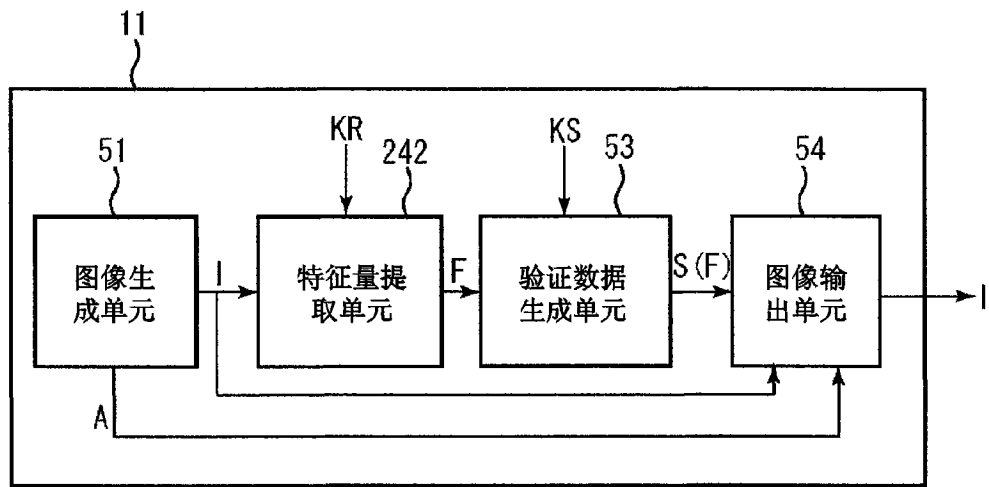 11
51
KR
242
KS
53
54
图像生
成单元
I
特征量提
取单元
F
验证数据
生成单元
S(F)
图像输
出单元
I
A